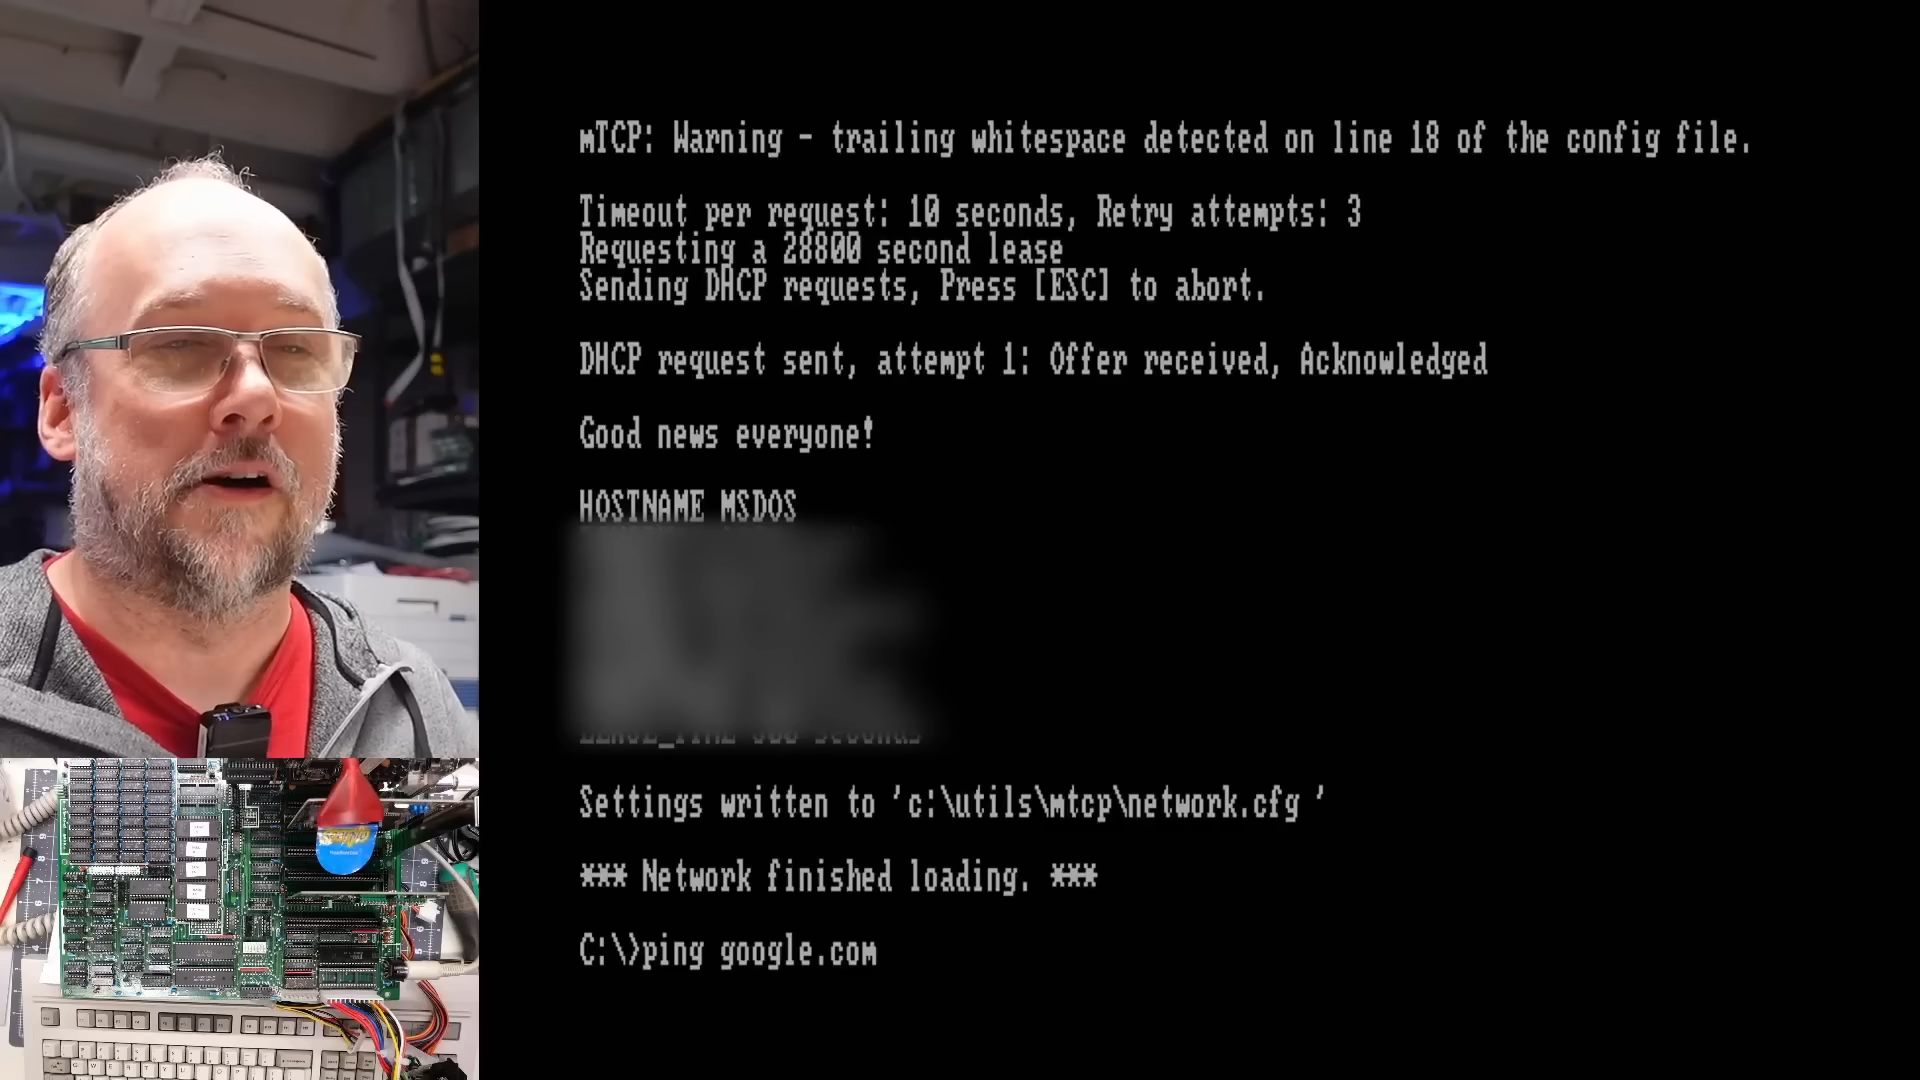 mTCP: Warning - trailing whitespace detected on line 18 of the config file.
Timeout per request: 10 seconds, Retry attempts: 3
Requesting a 28800 second lease
Sending DHCP requests, Press [ESC] to abort.
DHCP request sent, attempt 1: Offer received, Acknowledged
Good news everyone!
HOSTNAME MSDOS
Settings written to 'c:\utils\mtcp\network.cfg '
*** Network finished loading. ***
C:\>ping google.com